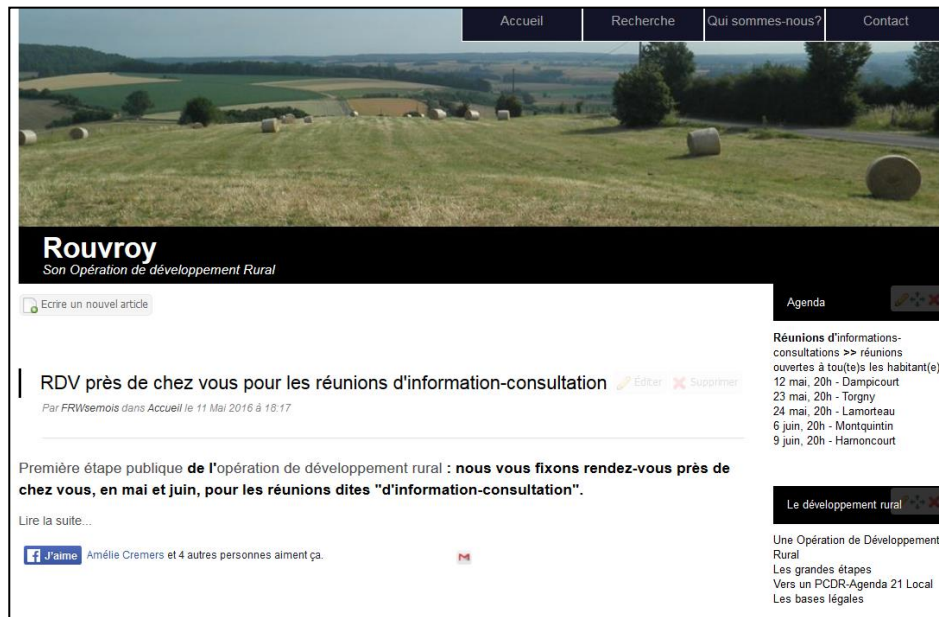 Accueil Recherche Qui sommes-nous? Contact
Rouvroy
Son Opération de développement Rural
Ecrire un nouvel article
RDV près de chez vous pour les réunions d'information-consultation Éditer Supprimer
Par FRWsemois dans Accueil le 11 Mai 2016 à 18:17
Première étape publique de l'opération de développement rural : nous vous fixons rendez-vous près de
chez vous, en mai et juin, pour les réunions dites "d'information-consultation".
Lire la suite...
J'aime Amélie Cremers et 4 autres personnes aiment ça.
Agenda
Réunions d'informations-
consultations >> réunions
ouvertes à tou(te)s les habitant(e)
12 mai, 20h - Dampicourt
23 mai, 20h - Torgny
24 mai, 20h - Lamorteau
6 juin, 20h - Montquintin
9 juin, 20h - Harnoncourt
Le développement rural
Une Opération de Développement
Rural
Les grandes étapes
Vers un PCDR-Agenda 21 Local
Les bases légales